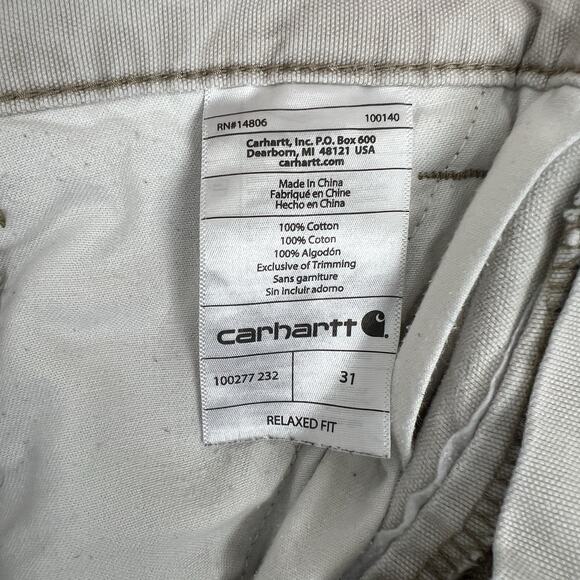 RN#14806 100140
Carhartt, Inc. P.O. Box 600
Dearborn, MI 48121 USA
carhartt.com
Made in China
Fabriqué en Chine
Hecho en China
100% Cotton
100% Coton
100% Algodón
Exclusive of Trimming
Sans garniture
Sin incluir adorno
carhartt
100277 232 31
RELAXED FIT